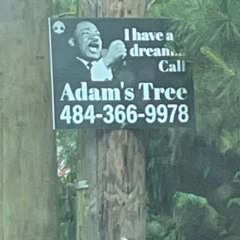 I have a
dream...
Call
Adam's Tree
484-366-9978